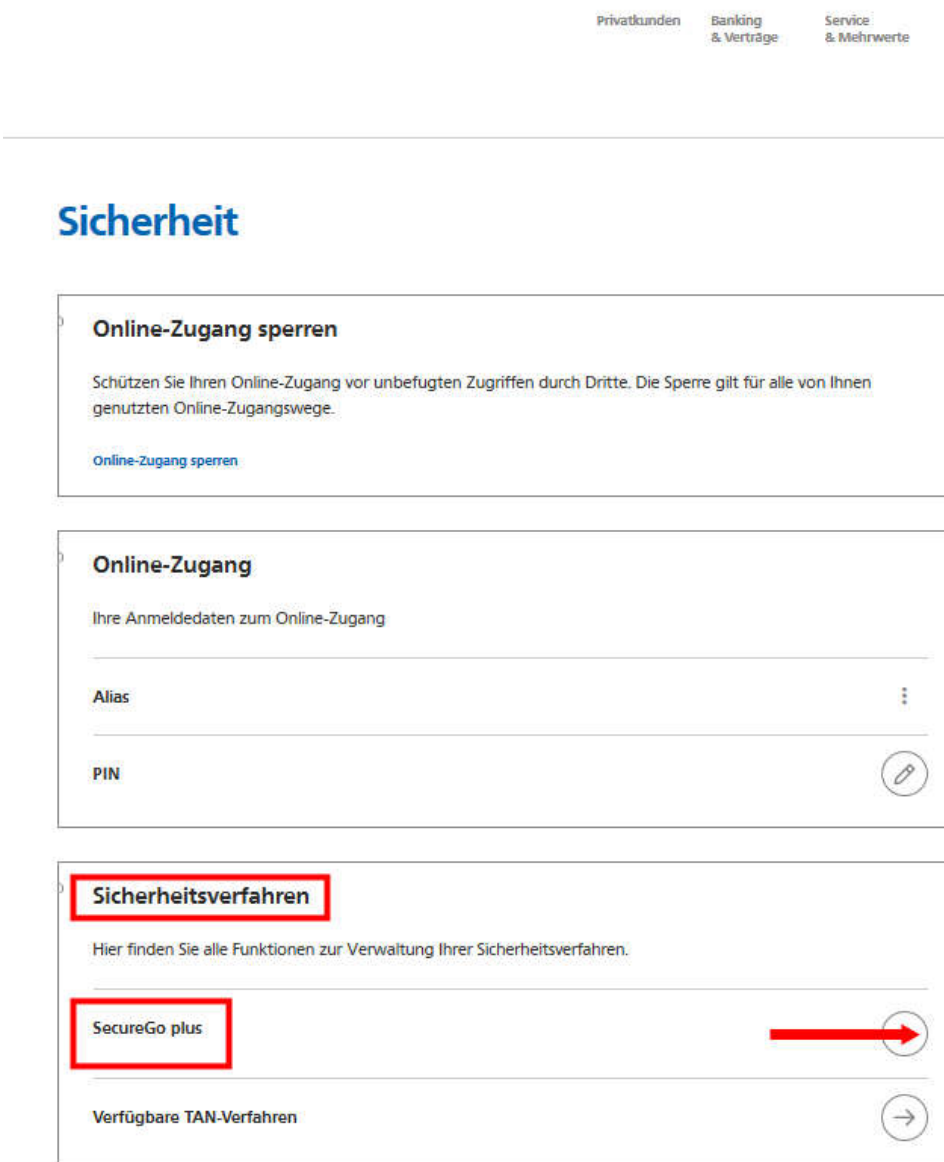 Privatkunden
Banking
& Verträge
Service
& Mehrwerte
Sicherheit
Online-Zugang sperren
Schützen Sie Ihren Online-Zugang vor unbefugten Zugriffen durch Dritte. Die Sperre gilt für alle von Ihnen
genutzten Online-Zugangswege.
Online-Zugang sperren
Online-Zugang
Ihre Anmeldedaten zum Online-Zugang
Alias
PIN
Sicherheitsverfahren
Hier finden Sie alle Funktionen zur Verwaltung Ihrer Sicherheitsverfahren.
SecureGo plus
Verfügbare TAN-Verfahren